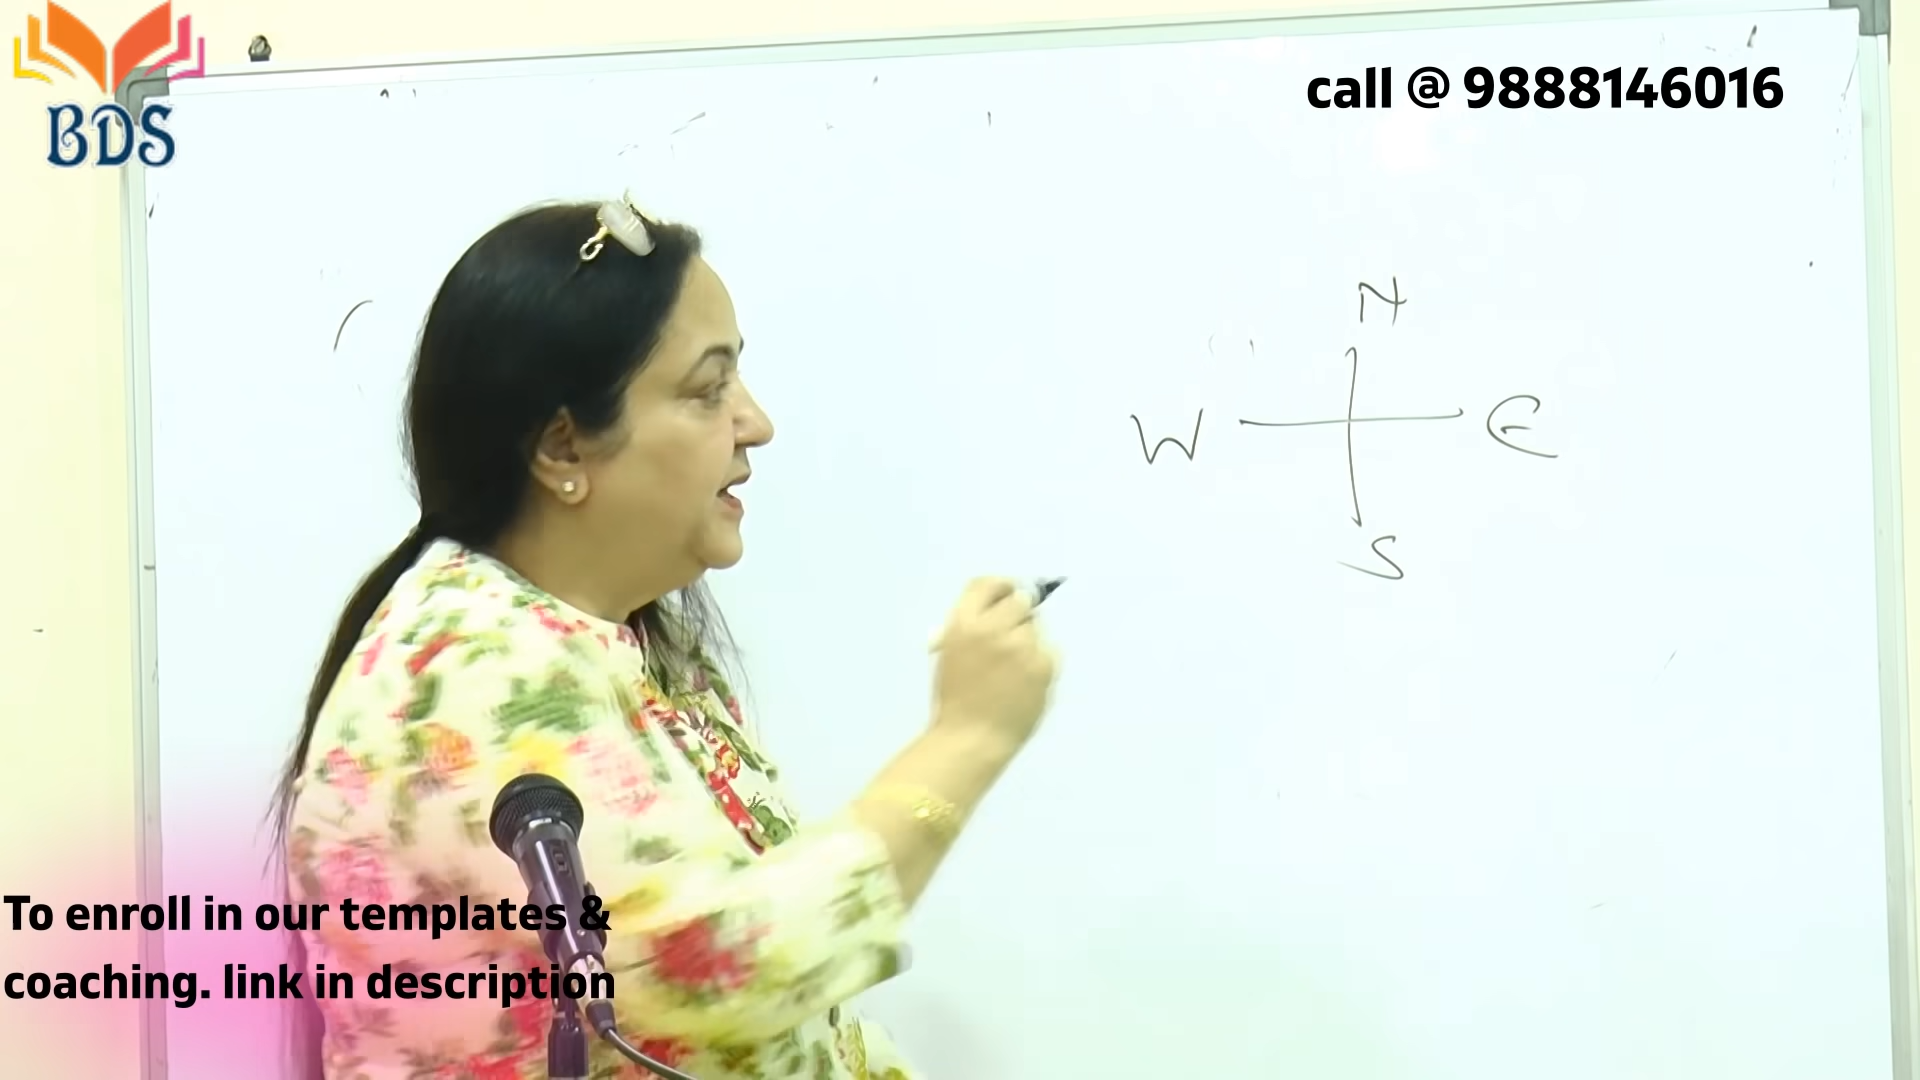 BDS
call @ 9888146016
N
W E
S
To enroll in our templates &
coaching. link in description